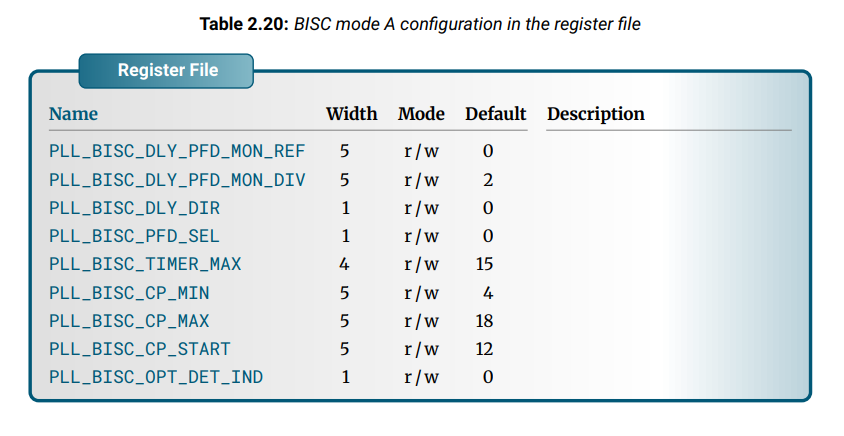 Table 2.20: BISC mode A configuration in the register file
Register File
Name Width Mode Default Description
PLL_BISC_DLY_PFD_MON_REF 5 r/w 0
PLL_BISC_DLY_PFD_MON_DIV 5 r/w 2
PLL_BISC_DLY_DIR 1 r/w 0
PLL_BISC_PFD_SEL 1 r/w 0
PLL_BISC_TIMER_MAX 4 r/w 15
PLL_BISC_CP_MIN 5 r/w 4
PLL_BISC_CP_MAX 5 r/w 18
PLL_BISC_CP_START 5 r/w 12
PLL_BISC_OPT_DET_IND 1 r/w 0